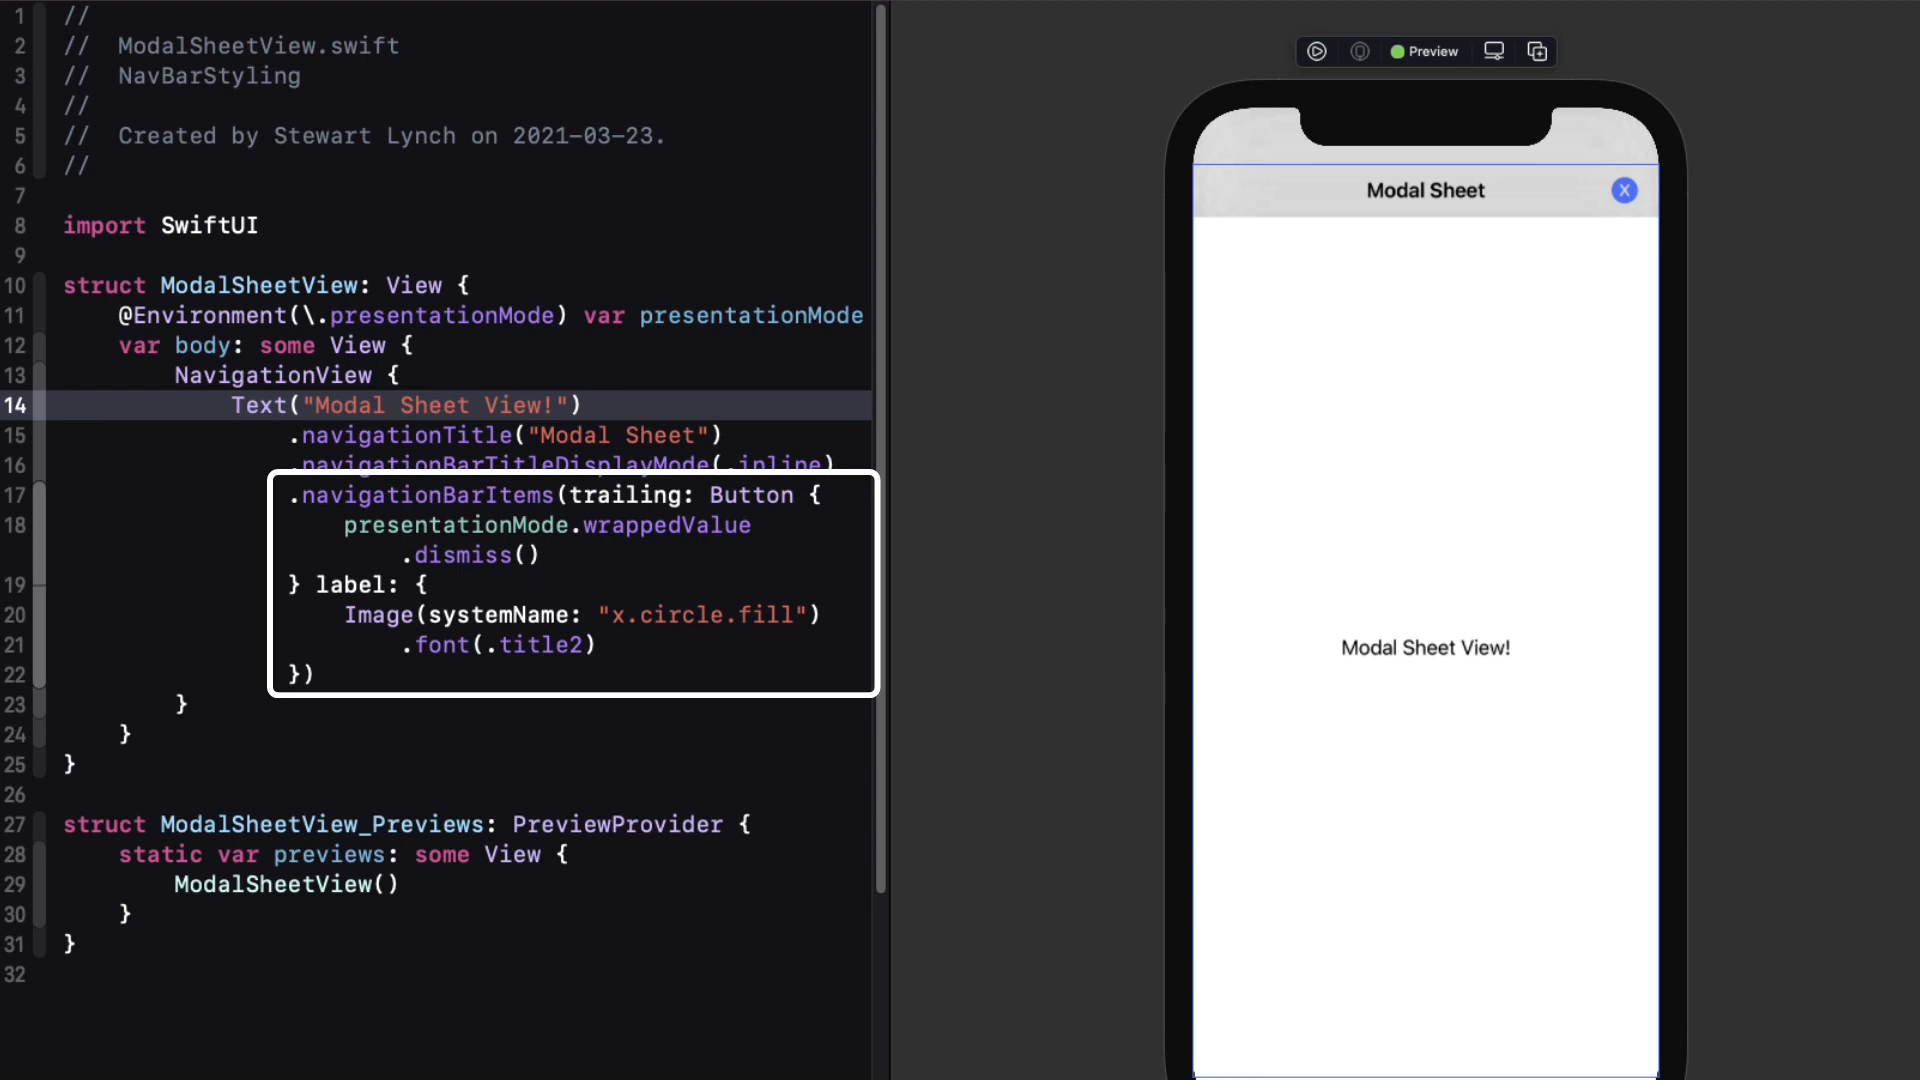 1 //
2 //  ModalSheetView.swift
3 //  NavBarStyling
4 //
5 //  Created by Stewart Lynch on 2021-03-23.
6 //
7
8 import SwiftUI
9
10 struct ModalSheetView: View {
11     @Environment(\.presentationMode) var presentationMode
12     var body: some View {
13         NavigationView {
14             Text("Modal Sheet View!")
15                 .navigationTitle("Modal Sheet")
16                 .navigationBarTitleDisplayMode(.inline)
17                 .navigationBarItems(trailing: Button {
18                     presentationMode.wrappedValue
                        .dismiss()
19                 } label: {
20                     Image(systemName: "x.circle.fill")
21                         .font(.title2)
22                 })
23         }
24     }
25 }
26
27 struct ModalSheetView_Previews: PreviewProvider {
28     static var previews: some View {
29         ModalSheetView()
30     }
31 }
32
Preview
Modal Sheet X
Modal Sheet View!